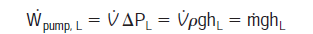 Ẇpump, L = V̇ ΔPL = V̇ρghL = ṁghL